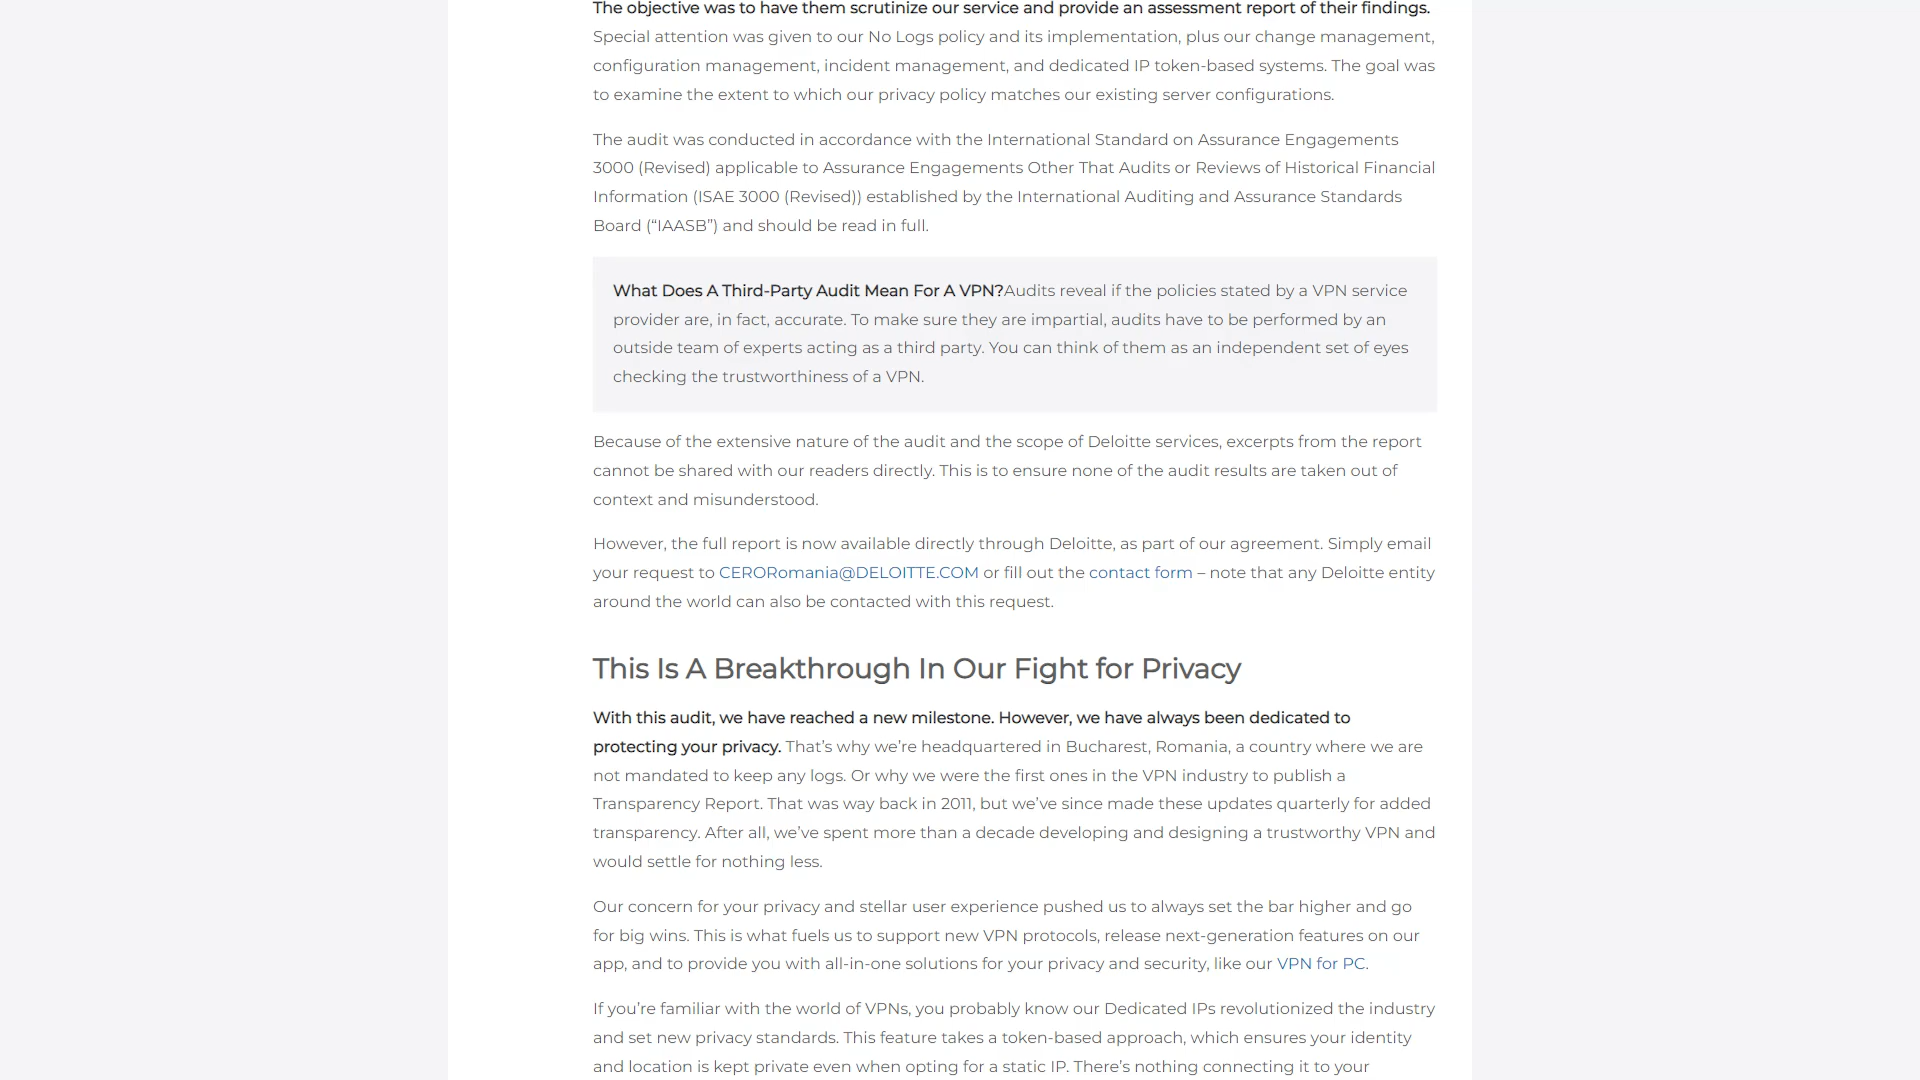 The objective was to have them scrutinize our service and provide an assessment report of their findings.
Special attention was given to our No Logs policy and its implementation, plus our change management,
configuration management, incident management, and dedicated IP token-based systems. The goal was
to examine the extent to which our privacy policy matches our existing server configurations.
The audit was conducted in accordance with the International Standard on Assurance Engagements
3000 (Revised) applicable to Assurance Engagements Other That Audits or Reviews of Historical Financial
Information (ISAE 3000 (Revised)) established by the International Auditing and Assurance Standards
Board (“IAASB”) and should be read in full.
What Does A Third-Party Audit Mean For A VPN?Audits reveal if the policies stated by a VPN service
provider are, in fact, accurate. To make sure they are impartial, audits have to be performed by an
outside team of experts acting as a third party. You can think of them as an independent set of eyes
checking the trustworthiness of a VPN.
Because of the extensive nature of the audit and the scope of Deloitte services, excerpts from the report
cannot be shared with our readers directly. This is to ensure none of the audit results are taken out of
context and misunderstood.
However, the full report is now available directly through Deloitte, as part of our agreement. Simply email
your request to CERORomania@DELOITTE.COM or fill out the contact form – note that any Deloitte entity
around the world can also be contacted with this request.
This Is A Breakthrough In Our Fight for Privacy
With this audit, we have reached a new milestone. However, we have always been dedicated to
protecting your privacy. That’s why we’re headquartered in Bucharest, Romania, a country where we are
not mandated to keep any logs. Or why we were the first ones in the VPN industry to publish a
Transparency Report. That was way back in 2011, but we’ve since made these updates quarterly for added
transparency. After all, we’ve spent more than a decade developing and designing a trustworthy VPN and
would settle for nothing less.
Our concern for your privacy and stellar user experience pushed us to always set the bar higher and go
for big wins. This is what fuels us to support new VPN protocols, release next-generation features on our
app, and to provide you with all-in-one solutions for your privacy and security, like our VPN for PC.
If you’re familiar with the world of VPNs, you probably know our Dedicated IPs revolutionized the industry
and set new privacy standards. This feature takes a token-based approach, which ensures your identity
and location is kept private even when opting for a static IP. There’s nothing connecting it to your